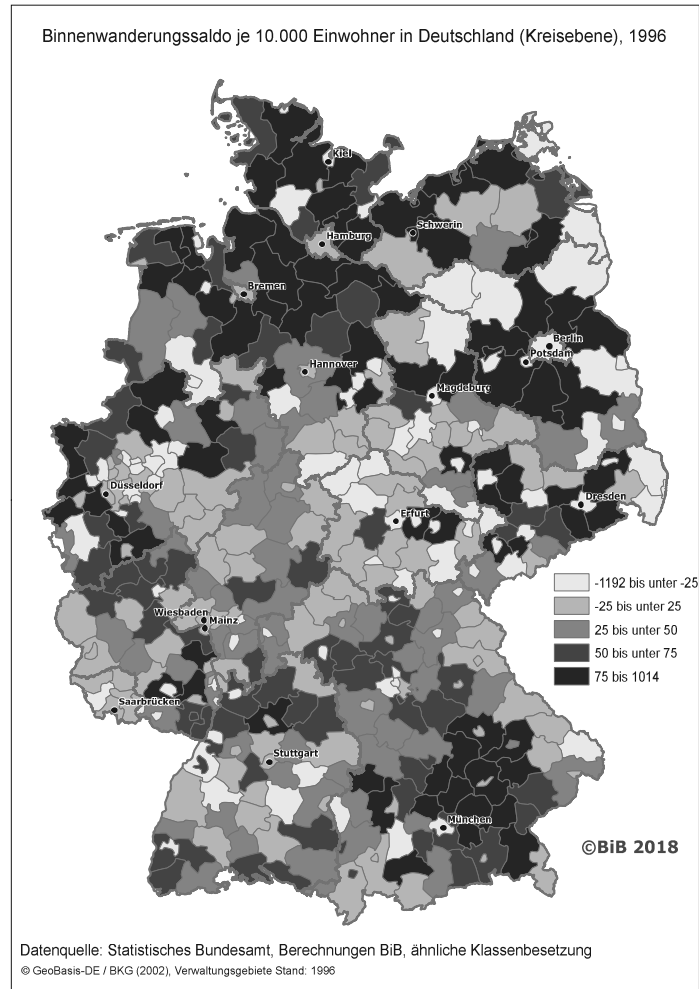 Binnenwanderungssaldo je 10.000 Einwohner in Deutschland (Kreisebene), 1996
Kiel
Schwerin
Hamburg
Bremen
Berlin
Potsdam
Hannover
Magdeburg
Düsseldorf
Dresden
Erfurt
-1192 bis unter -25
-25 bis unter 25
25 bis unter 50
50 bis unter 75
75 bis 1014
Wiesbaden
Mainz
Saarbrücken
Stuttgart
München
©BiB 2018
Datenquelle: Statistisches Bundesamt, Berechnungen BiB, ähnliche Klassenbesetzung
© GeoBasis-DE / BKG (2002), Verwaltungsgebiete Stand: 1996